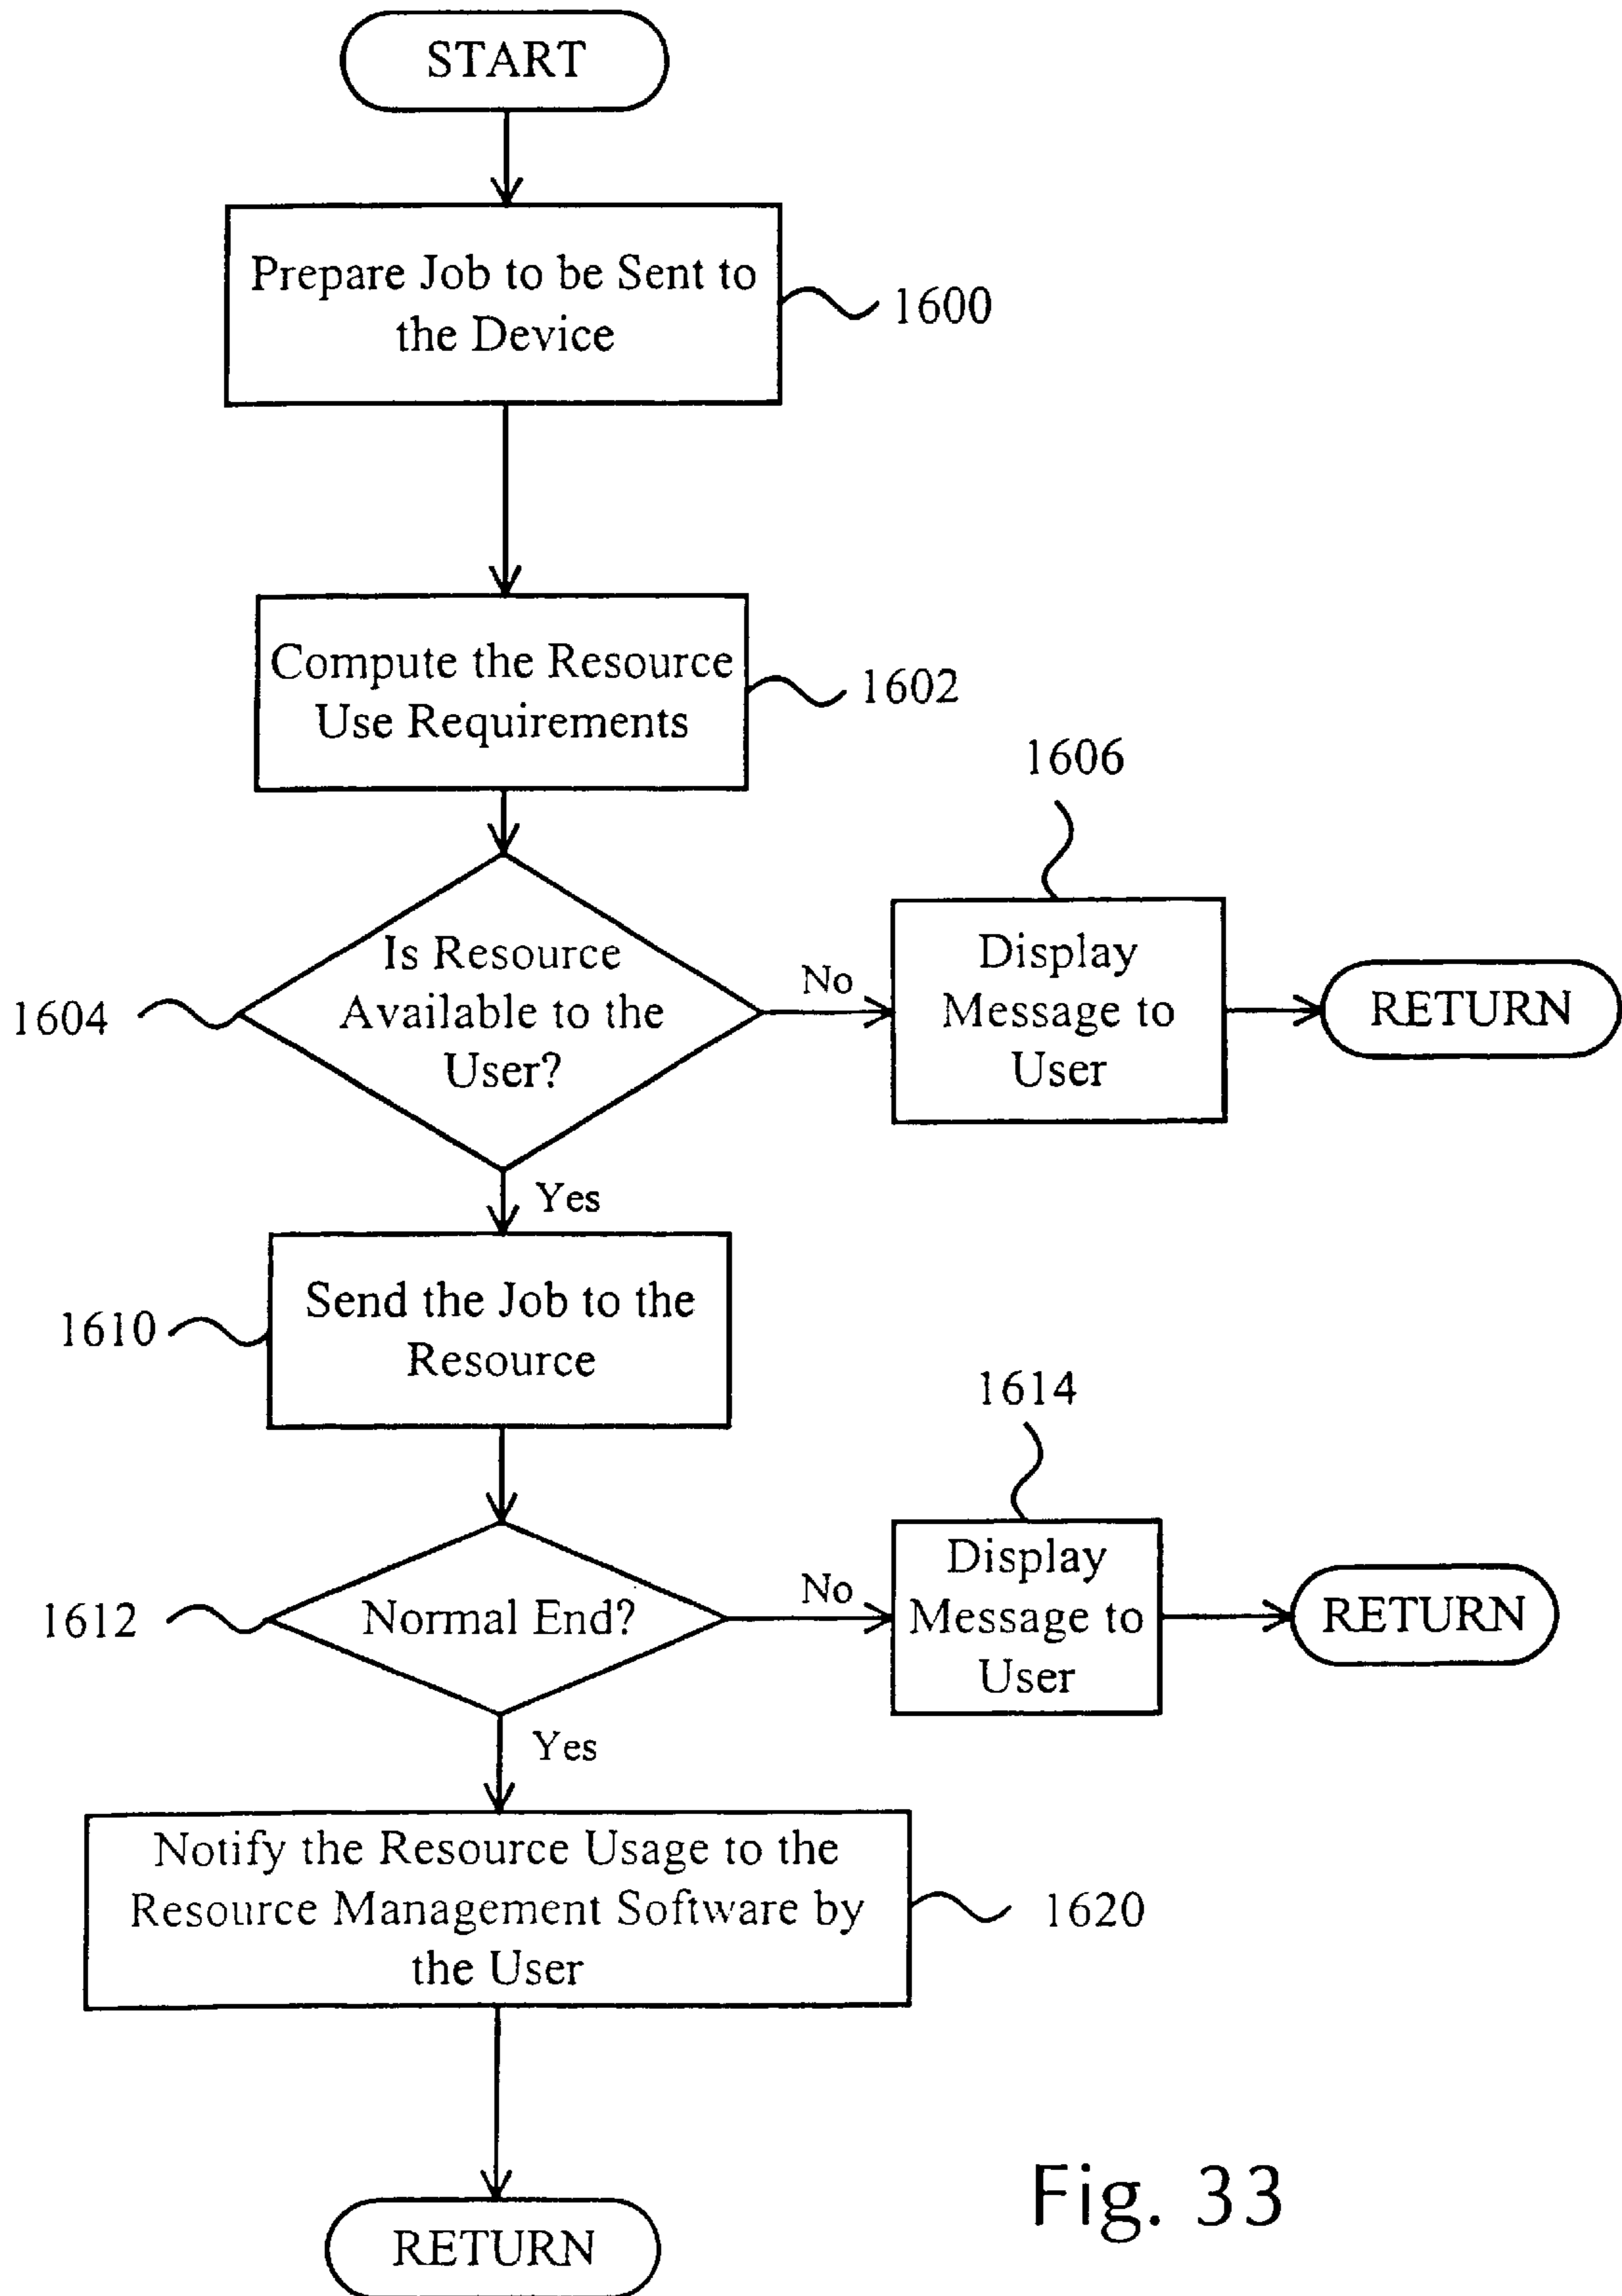 START
Prepare Job to be Sent to
the Device
1600
Compute the Resource
Use Requirements
1602
1606
Is Resource
Available to the
User?
1604
No
Display
Message to
User
RETURN
Yes
Send the Job to the
Resource
1610
1614
Normal End?
1612
No
Display
Message to
User
RETURN
Yes
Notify the Resource Usage to the
Resource Management Software by
the User
1620
RETURN
Fig. 33